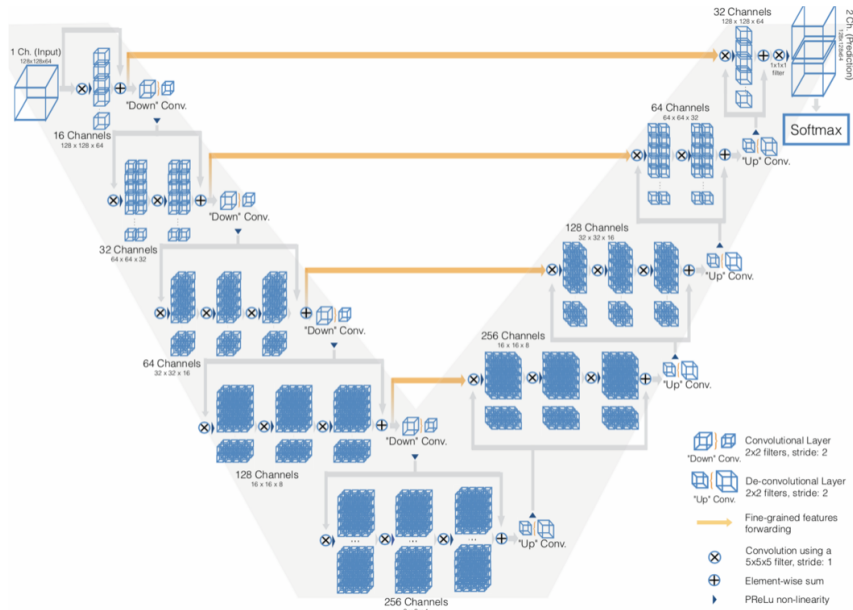 1 Ch. (Input)
128x128x64
"Down" Conv.
16 Channels
128 x 128 x 64
"Down" Conv.
32 Channels
64 x 64 x 32
"Down" Conv.
64 Channels
32 x 32 x 16
"Down" Conv.
128 Channels
16 x 16 x 8
256 Channels
"Up" Conv.
256 Channels
16 x 16 x 8
"Up" Conv.
128 Channels
32 x 32 x 16
"Up" Conv.
64 Channels
64 x 64 x 32
"Up" Conv.
32 Channels
128 x 128 x 64
1x1x1
filter
2 Ch. (Prediction)
128x128x64
Softmax
"Down" Conv.
Convolutional Layer
2x2 filters, stride: 2
"Up" Conv.
De-convolutional Layer
2x2 filters, stride: 2
Fine-grained features
forwarding
Convolution using a
5x5x5 filter, stride: 1
Element-wise sum
PReLu non-linearity